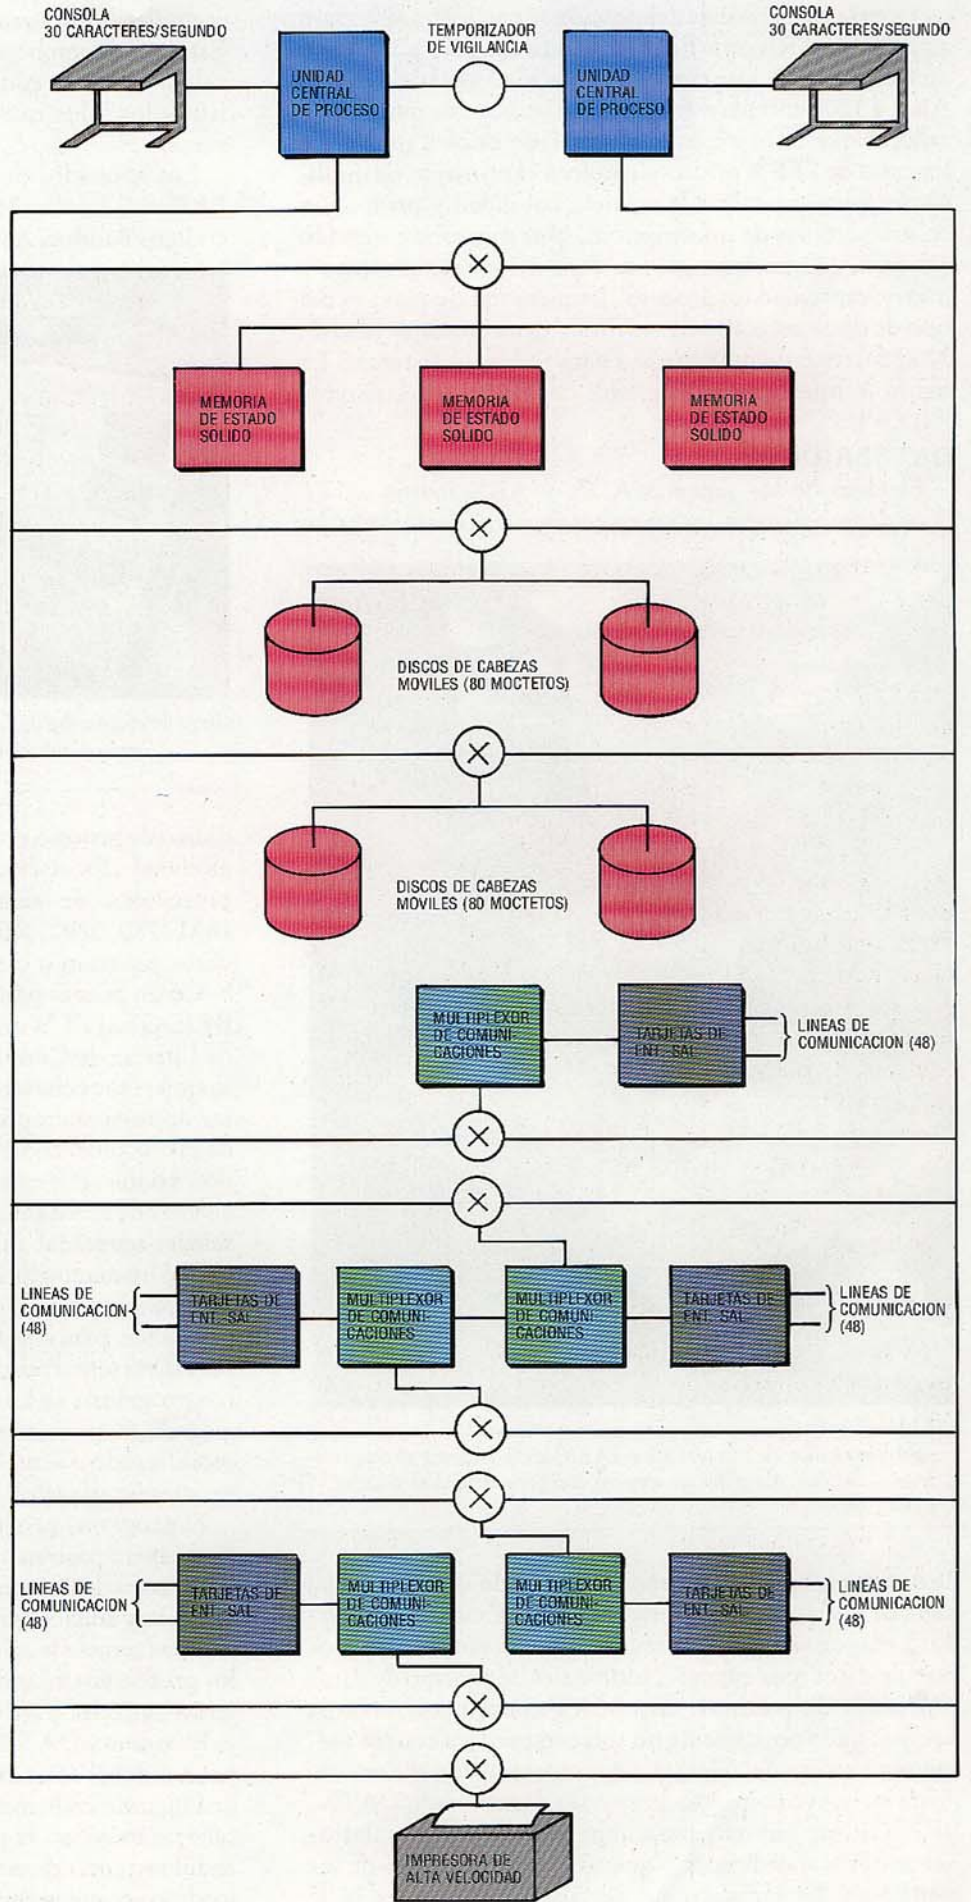 CONSOLA
30 CARACTERES/SEGUNDO
UNIDAD
CENTRAL
DE PROCESO
TEMPORIZADOR
DE VIGILANCIA
UNIDAD
CENTRAL
DE PROCESO
CONSOLA
30 CARACTERES/SEGUNDO
MEMORIA
DE ESTADO
SOLIDO
MEMORIA
DE ESTADO
SOLIDO
MEMORIA
DE ESTADO
SOLIDO
DISCOS DE CABEZAS
MOVILES (80 MOCTETOS)
DISCOS DE CABEZAS
MOVILES (80 MOCTETOS)
MULTIPLEXOR
DE COMUNI-
CACIONES
TARJETAS DE
ENT.-SAL.
LINEAS DE
COMUNICACION (48)
LINEAS DE
COMUNICACION
(48)
TARJETAS DE
ENT.-SAL.
MULTIPLEXOR
DE COMUNI-
CACIONES
MULTIPLEXOR
DE COMUNI-
CACIONES
TARJETAS DE
ENT.-SAL.
LINEAS DE
COMUNICACION
(48)
LINEAS DE
COMUNICACION
(48)
TARJETAS DE
ENT.-SAL.
MULTIPLEXOR
DE COMUNI-
CACIONES
MULTIPLEXOR
DE COMUNI-
CACIONES
TARJETAS DE
ENT.-SAL.
LINEAS DE
COMUNICACION
(48)
IMPRESORA DE
ALTA VELOCIDAD